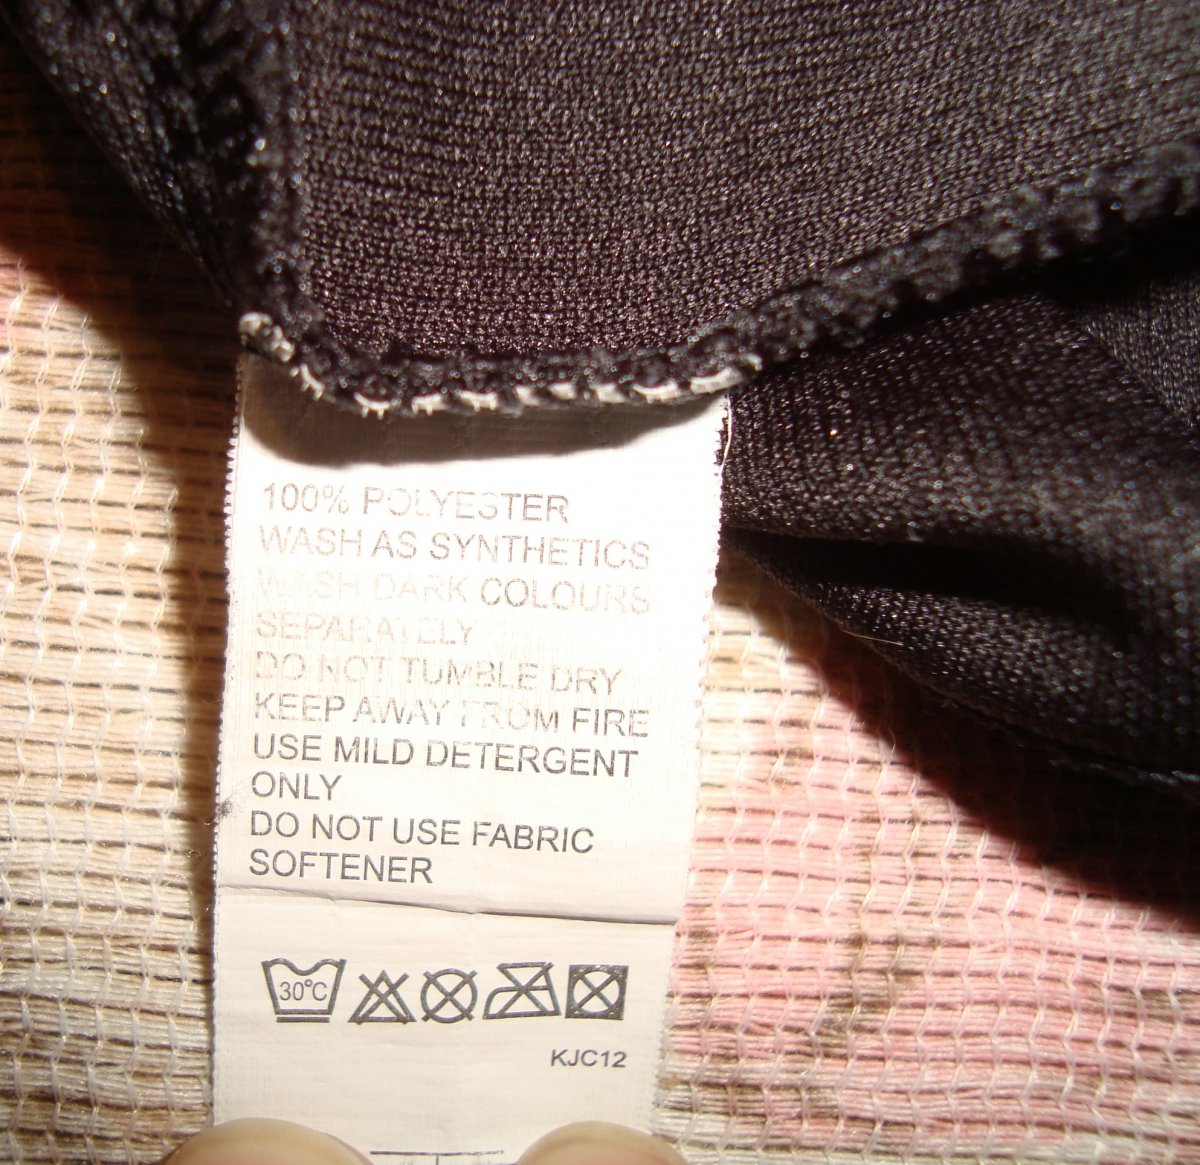 100% POLYESTER
WASH AS SYNTHETICS
WASH DARK COLOURS
SEPARATELY
DO NOT TUMBLE DRY
KEEP AWAY FROM FIRE
USE MILD DETERGENT
ONLY
DO NOT USE FABRIC
SOFTENER
30°C
KJC12